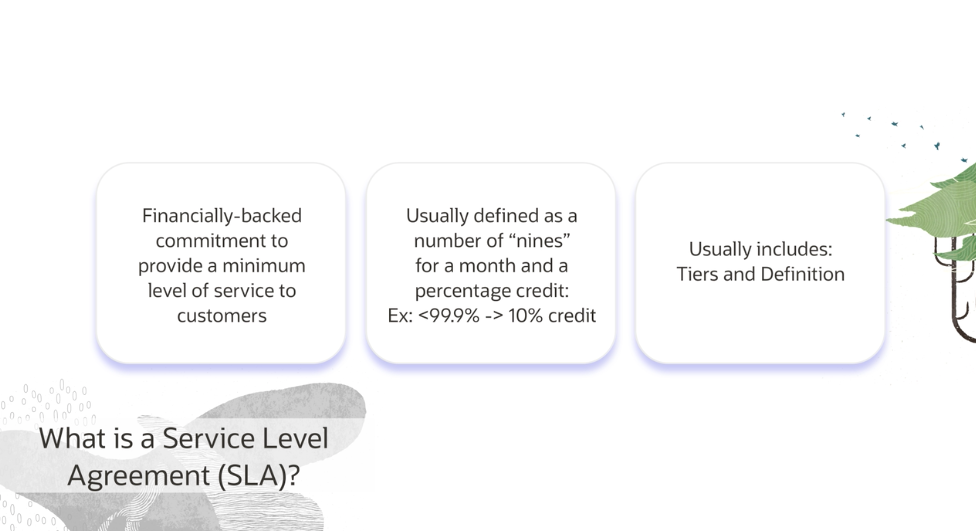 Financially-backed
commitment to
provide a minimum
level of service to
customers
Usually defined as a
number of “nines”
for a month and a
percentage credit:
Ex: <99.9% -> 10% credit
Usually includes:
Tiers and Definition
What is a Service Level
Agreement (SLA)?